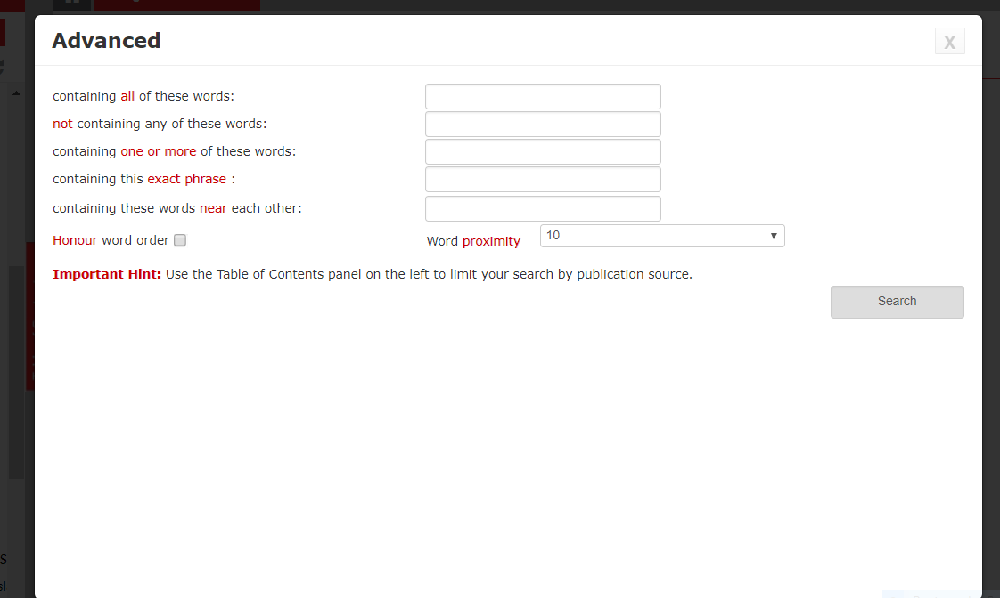 Advanced
X
containing all of these words:
not containing any of these words:
containing one or more of these words:
containing this exact phrase :
containing these words near each other:
Honour word order
Word proximity
10
Important Hint: Use the Table of Contents panel on the left to limit your search by publication source.
Search